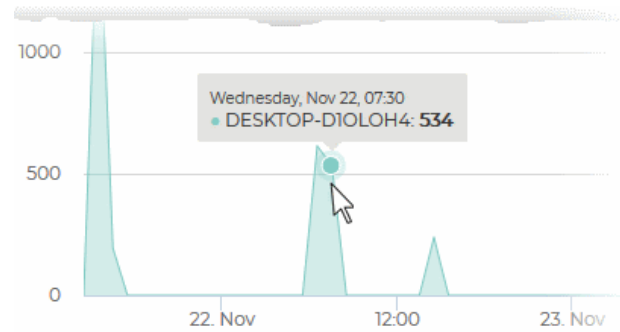 1000
Wednesday, Nov 22, 07:30
• DESKTOP-D1OLOH4: 534
500
0
22. Nov 12:00 23. Nov